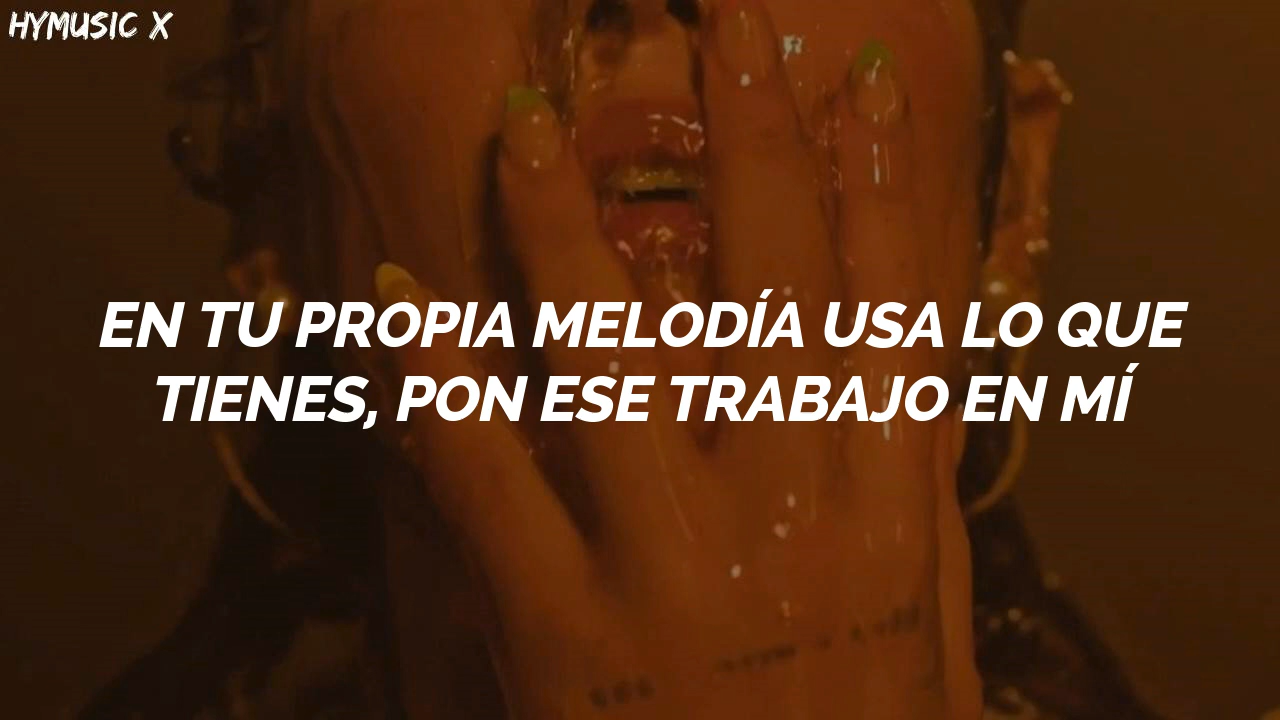 HYMUSIC X
EN TU PROPIA MELODÍA USA LO QUE
TIENES, PON ESE TRABAJO EN MÍ